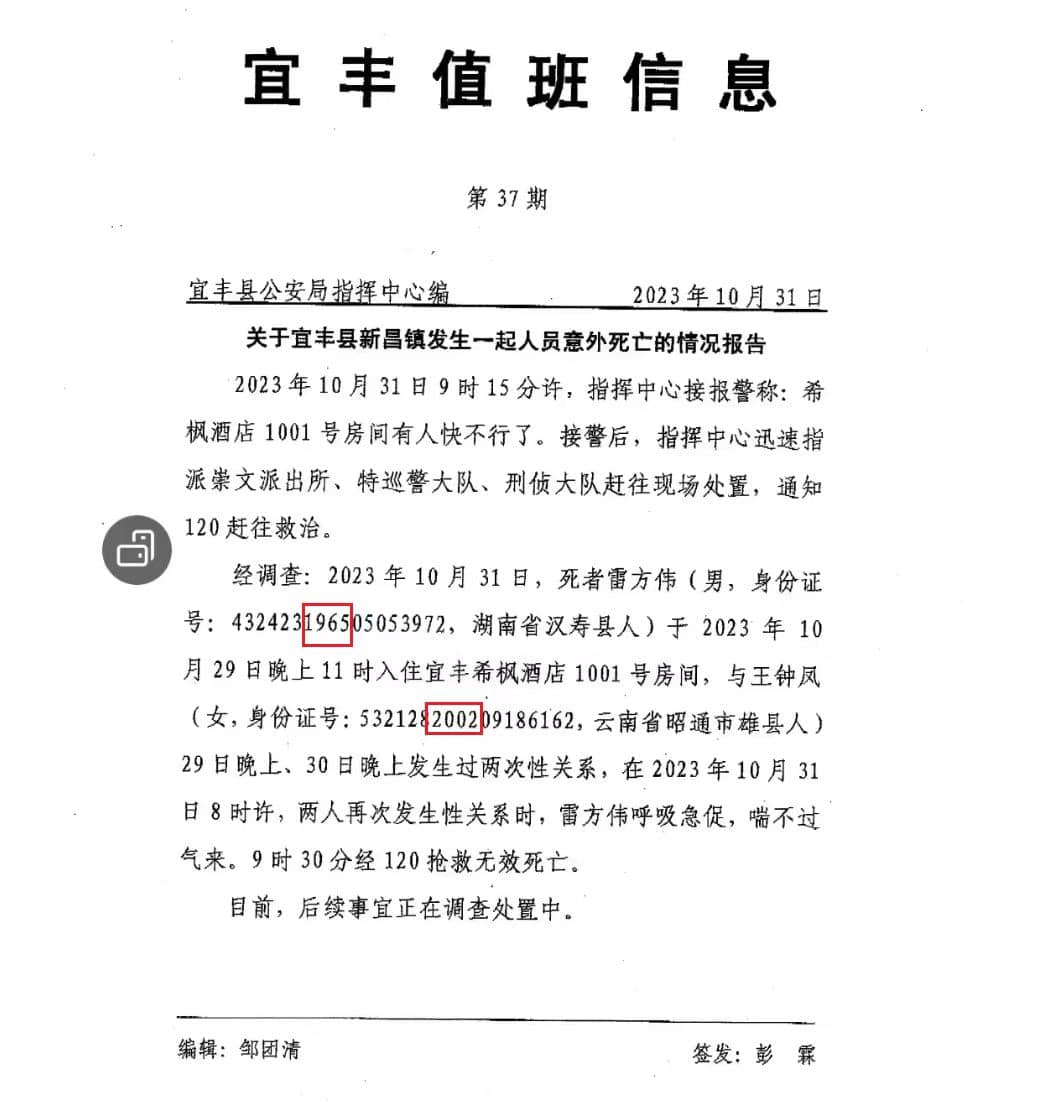 宜丰值班信息
第 37 期
宜丰县公安局指挥中心编 2023 年 10 月 31 日
关于宜丰县新昌镇发生一起人员意外死亡的情况报告
2023 年 10 月 31 日 9 时 15 分许，指挥中心接报警称：希
枫酒店 1001 号房间有人快不行了。接警后，指挥中心迅速指
派崇文派出所、特巡警大队、刑侦大队赶往现场处置，通知
120 赶往救治。
经调查：2023 年 10 月 31 日，死者雷方伟（男，身份证
号：432423196505053972，湖南省汉寿县人）于 2023 年 10
月 29 日晚上 11 时入住宜丰希枫酒店 1001 号房间，与王钟凤
（女，身份证号：532128200209186162，云南省昭通市雄县人）
29 日晚上、30 日晚上发生过两次性关系，在 2023 年 10 月 31
日 8 时许，两人再次发生性关系时，雷方伟呼吸急促，喘不过
气来。9 时 30 分经 120 抢救无效死亡。
目前，后续事宜正在调查处置中。
编辑：邹团清 签发：彭 霖